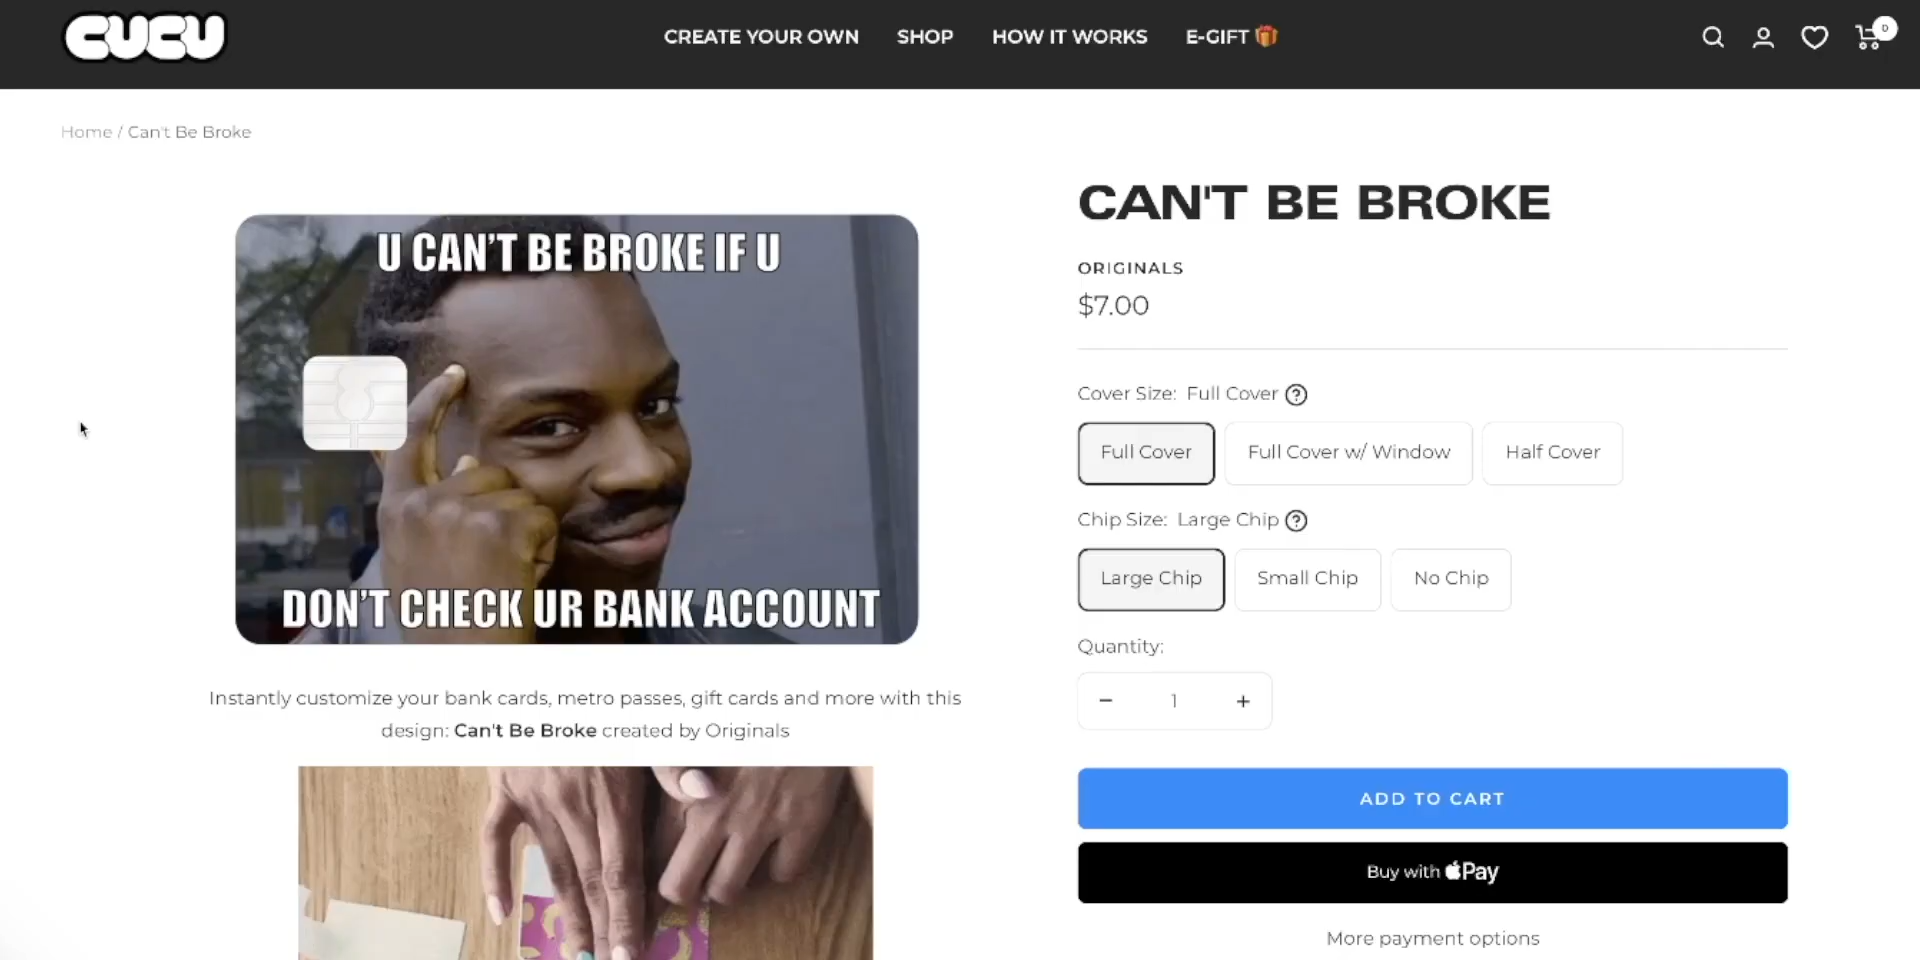 CUCU
CREATE YOUR OWN SHOP HOW IT WORKS E-GIFT
0
Home / Can't Be Broke
U CAN'T BE BROKE IF U
DON'T CHECK UR BANK ACCOUNT
Instantly customize your bank cards, metro passes, gift cards and more with this
design: Can't Be Broke created by Originals
CAN'T BE BROKE
ORIGINALS
$7.00
Cover Size: Full Cover ?
Full Cover Full Cover w/ Window Half Cover
Chip Size: Large Chip ?
Large Chip Small Chip No Chip
Quantity:
− 1 +
ADD TO CART
Buy with Pay
More payment options